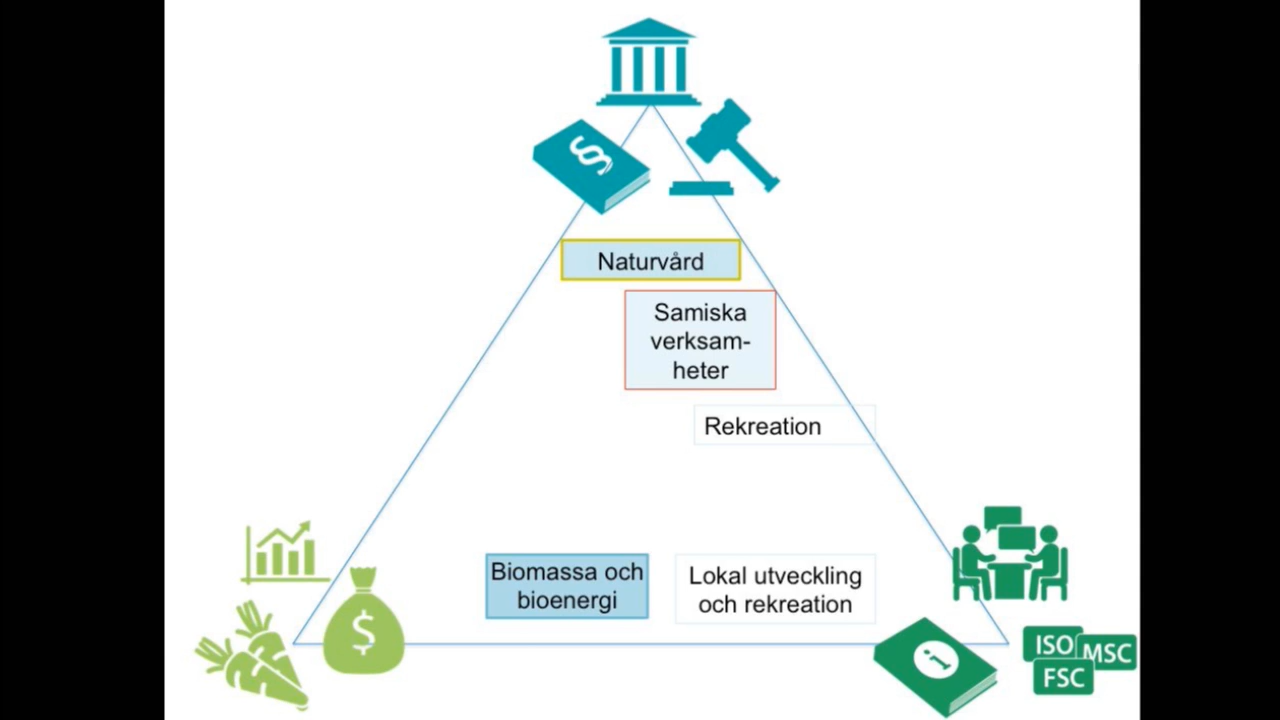 §
Naturvård
Samiska
verksam-
heter
Rekreation
Biomassa och
bioenergi
Lokal utveckling
och rekreation
$
i
ISO
MSC
FSC